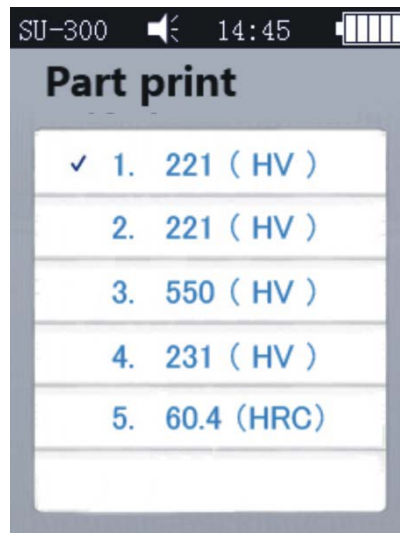 SU-300 14:45
Part print
✓ 1. 221 ( HV )
2. 221 ( HV )
3. 550 ( HV )
4. 231 ( HV )
5. 60.4 (HRC)